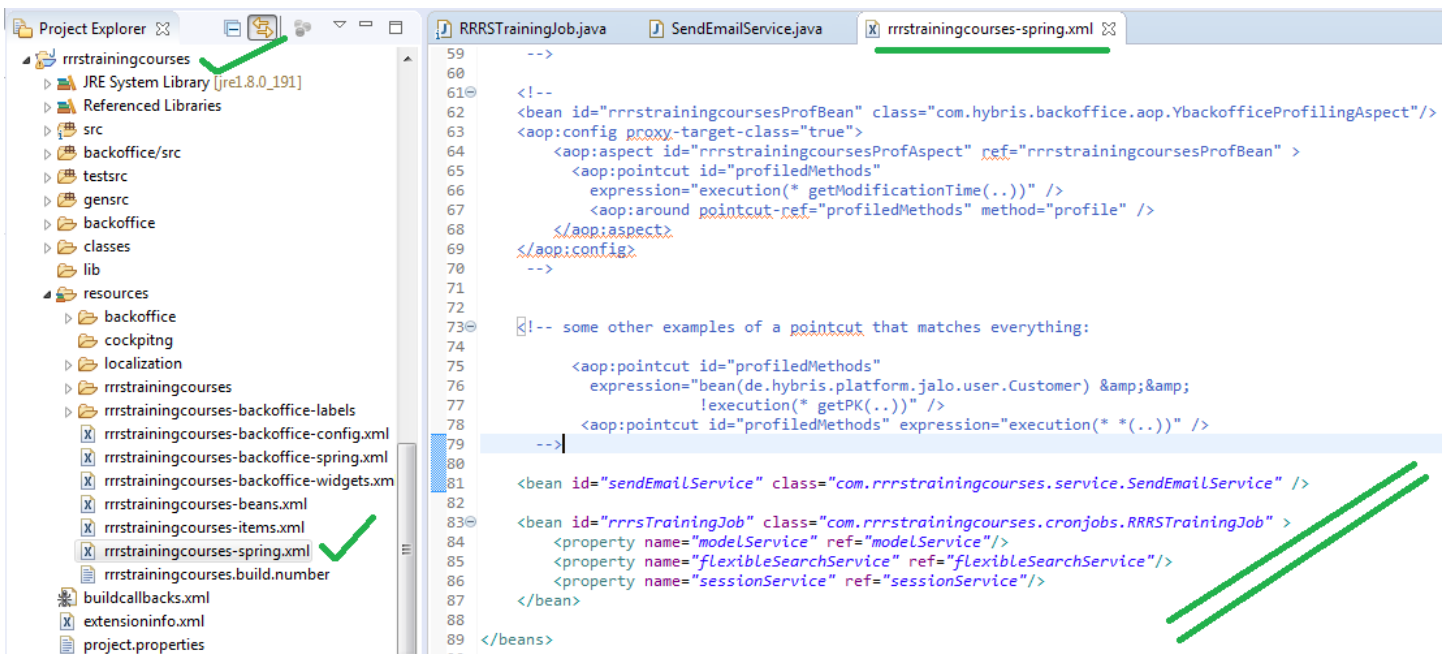 Project Explorer
rrrstrainingcourses
JRE System Library [jre1.8.0_191]
Referenced Libraries
src
backoffice/src
testsrc
gensrc
backoffice
classes
lib
resources
backoffice
cockpitng
localization
rrrstrainingcourses
rrrstrainingcourses-backoffice-labels
rrrstrainingcourses-backoffice-config.xml
rrrstrainingcourses-backoffice-spring.xml
rrrstrainingcourses-backoffice-widgets.xm
rrrstrainingcourses-beans.xml
rrrstrainingcourses-items.xml
rrrstrainingcourses-spring.xml
rrrstrainingcourses.build.number
buildcallbacks.xml
extensioninfo.xml
project.properties
RRRSTrainingJob.java SendEmailService.java rrrstrainingcourses-spring.xml
59 -->
60
61 <!--
62 <bean id="rrrstrainingcoursesProfBean" class="com.hybris.backoffice.aop.YbackofficeProfilingAspect"/>
63 <aop:config proxy-target-class="true">
64 <aop:aspect id="rrrstrainingcoursesProfAspect" ref="rrrstrainingcoursesProfBean" >
65 <aop:pointcut id="profiledMethods"
66 expression="execution(* getModificationTime(..))" />
67 <aop:around pointcut-ref="profiledMethods" method="profile" />
68 </aop:aspect>
69 </aop:config>
70 -->
71
72
73 <!-- some other examples of a pointcut that matches everything:
74
75 <aop:pointcut id="profiledMethods"
76 expression="bean(de.hybris.platform.jalo.user.Customer) &amp;&amp;
77 !execution(* getPK(..))" />
78 <aop:pointcut id="profiledMethods" expression="execution(* *(..))" />
79 -->
80
81 <bean id="sendEmailService" class="com.rrrstrainingcourses.service.SendEmailService" />
82
83 <bean id="rrrsTrainingJob" class="com.rrrstrainingcourses.cronjobs.RRRSTrainingJob" >
84 <property name="modelService" ref="modelService"/>
85 <property name="flexibleSearchService" ref="flexibleSearchService"/>
86 <property name="sessionService" ref="sessionService"/>
87 </bean>
88
89 </beans>